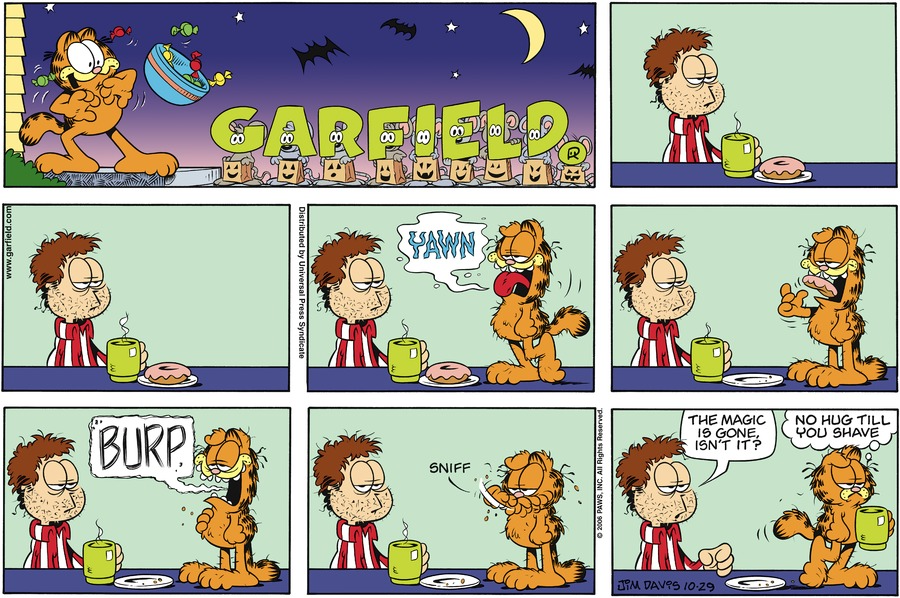 GARFIELD®
www.garfield.com
Distributed by Universal Press Syndicate
YAWN
BURP
SNIFF
© 2006 PAWS, INC. All Rights Reserved.
THE MAGIC
IS GONE,
ISN'T IT?
NO HUG TILL
YOU SHAVE
JIM DAVIS 10-29